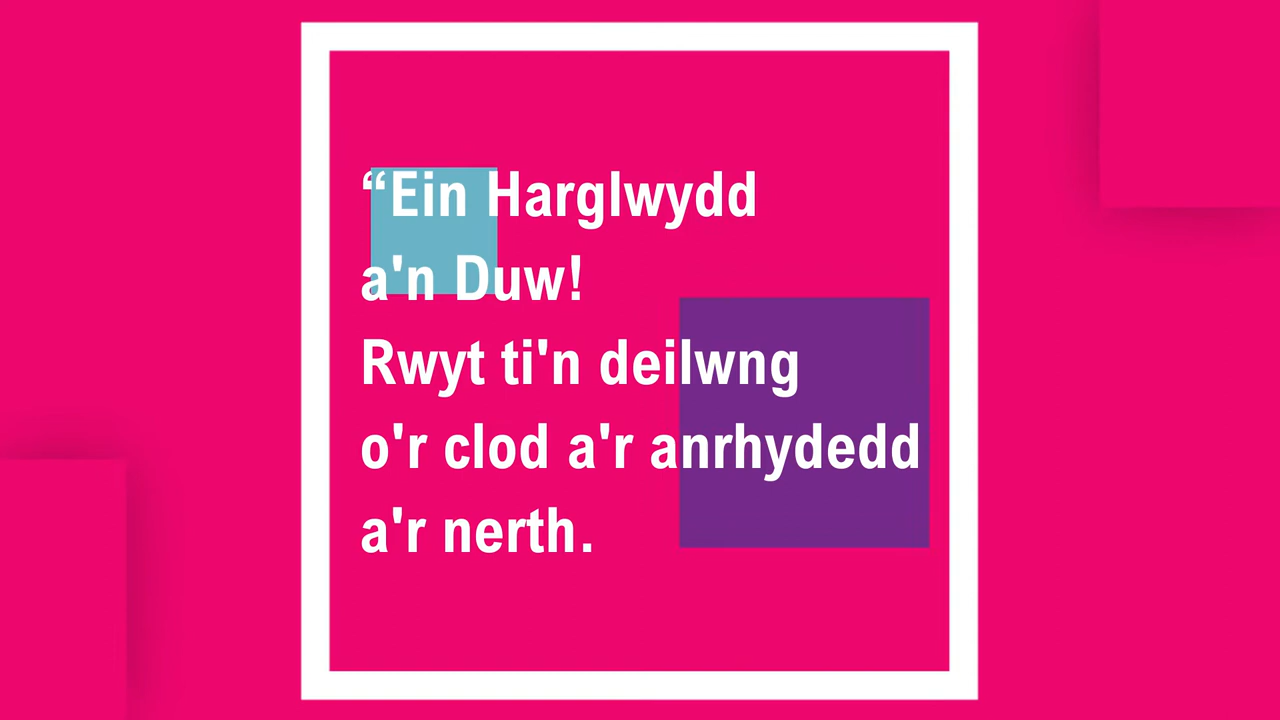 “Ein Harglwydd
a'n Duw!
Rwyt ti'n deilwng
o'r clod a'r anrhydedd
a'r nerth.